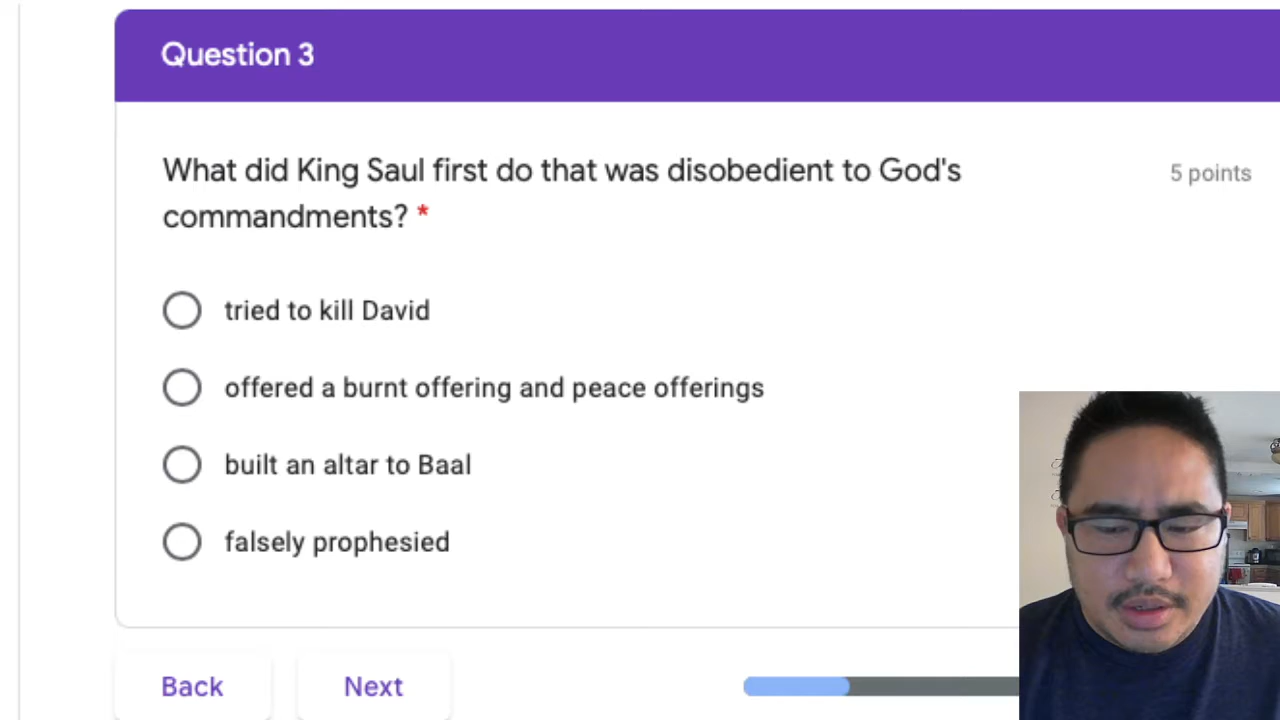 Question 3
What did King Saul first do that was disobedient to God's
commandments? *
5 points
tried to kill David
offered a burnt offering and peace offerings
built an altar to Baal
falsely prophesied
Back
Next